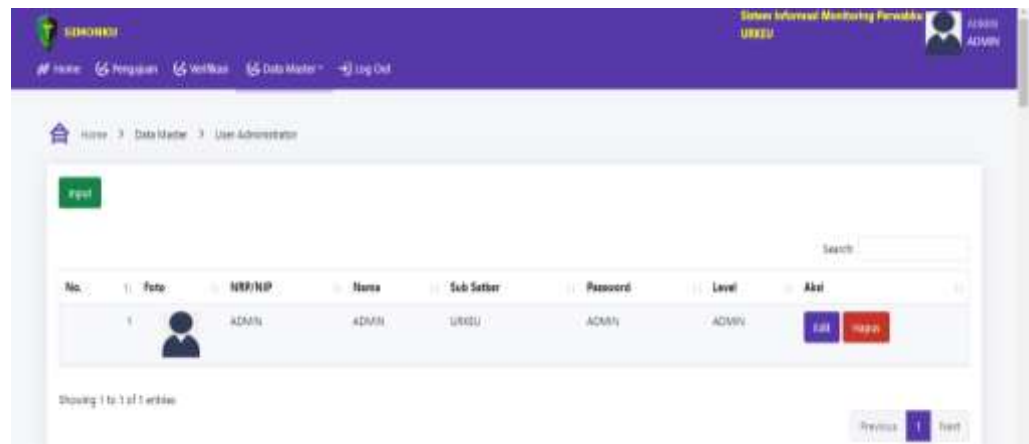 SIMONKU
Sistem Informasi Monitoring Perwabku
URKEU
ADMIN
ADMIN
Home Pengajuan Verifikasi Data Master Log Out
Home > Data Master > User Administrator
Input
Search:
No. Foto NRP/NIP Nama Sub Satker Password Level Aksi
1 ADMIN ADMIN URKEU ADMIN ADMIN Edit Hapus
Showing 1 to 1 of 1 entries
Previous 1 Next